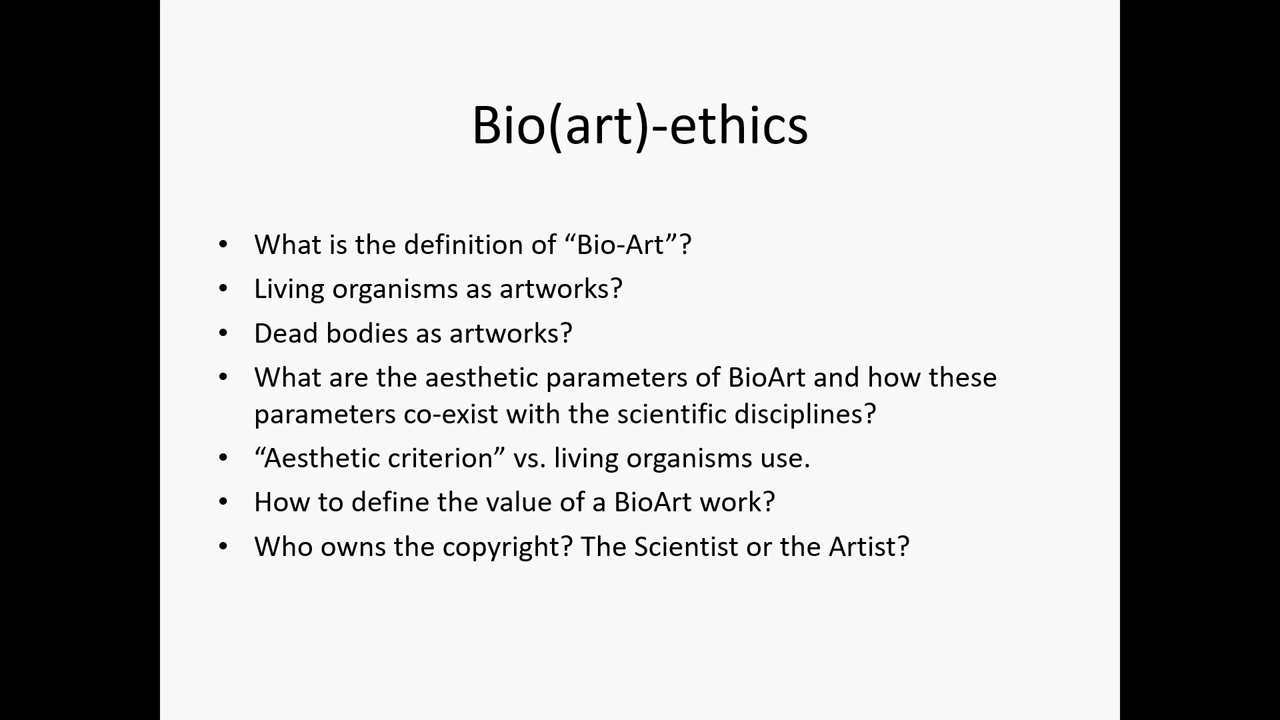 Bio(art)-ethics
• What is the definition of “Bio-Art”?
• Living organisms as artworks?
• Dead bodies as artworks?
• What are the aesthetic parameters of BioArt and how these
parameters co-exist with the scientific disciplines?
• “Aesthetic criterion” vs. living organisms use.
• How to define the value of a BioArt work?
• Who owns the copyright? The Scientist or the Artist?